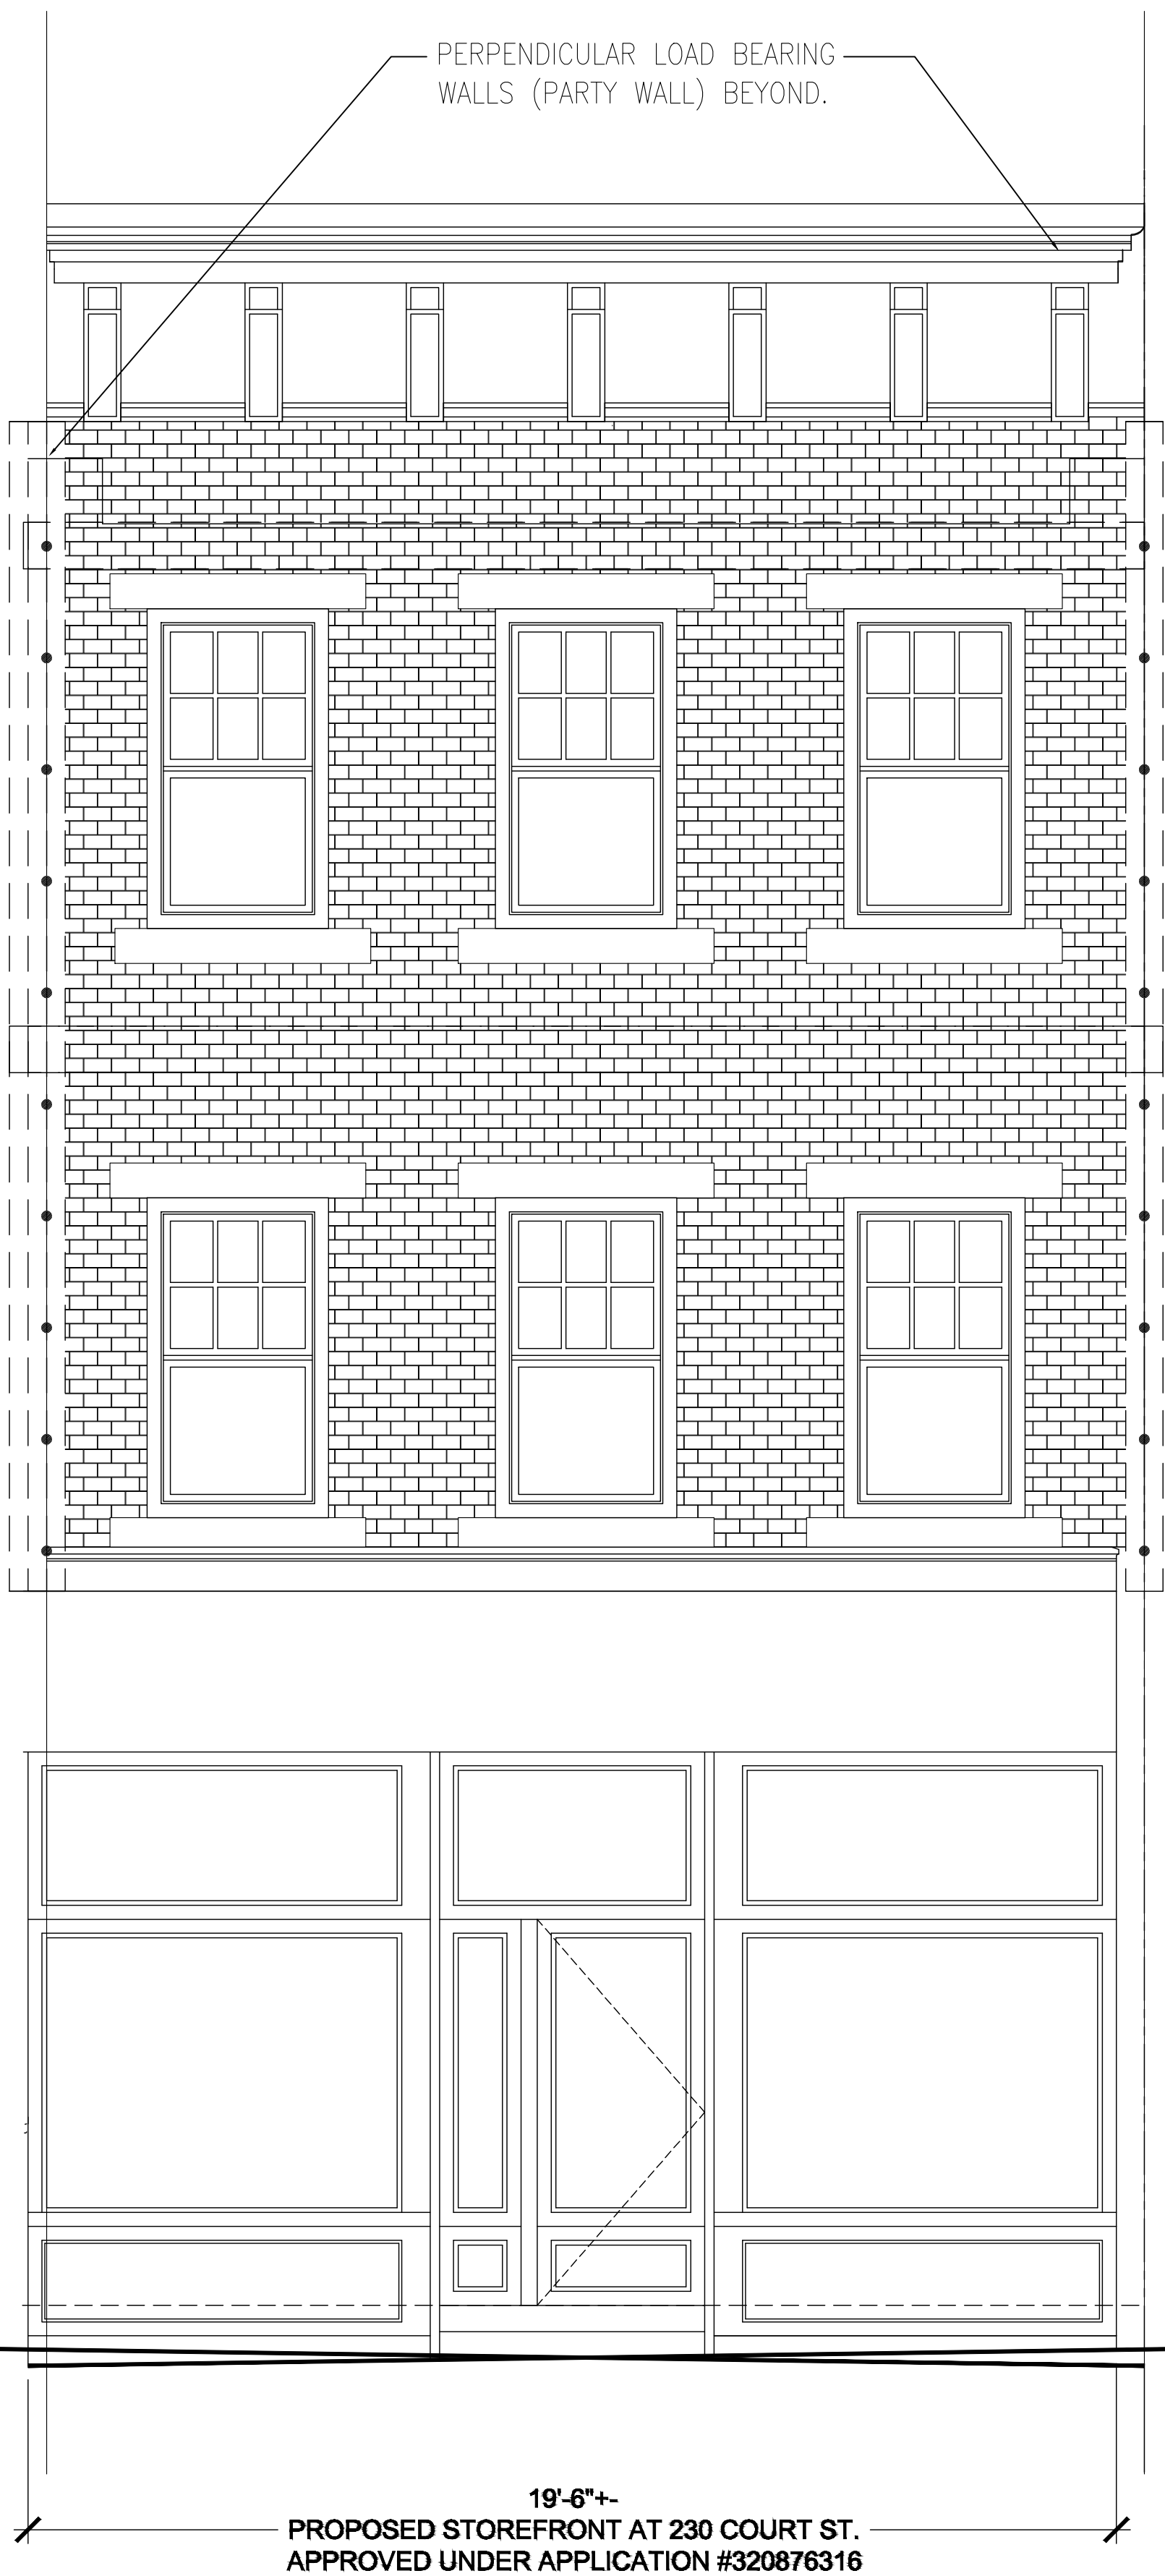 PERPENDICULAR LOAD BEARING
WALLS (PARTY WALL) BEYOND.
19'-6"+-
PROPOSED STOREFRONT AT 230 COURT ST.
APPROVED UNDER APPLICATION #320876316